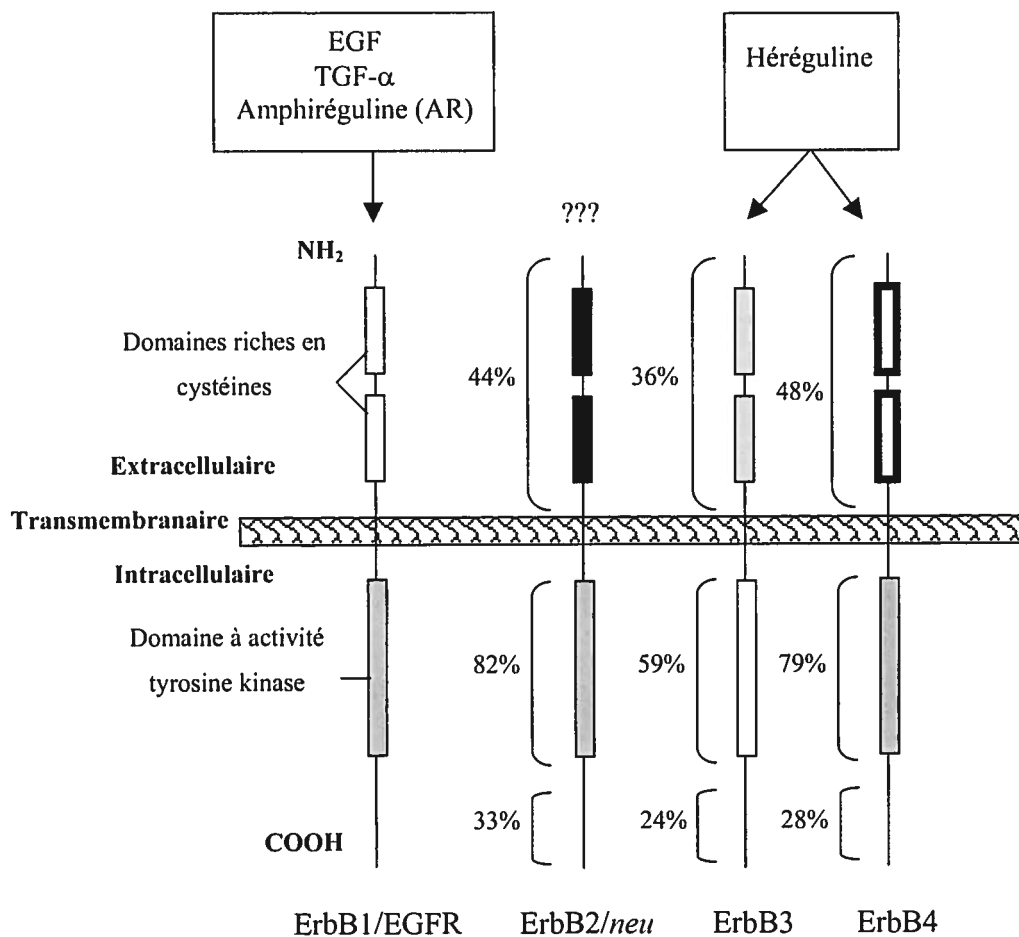 EGF
TGF-α
Amphiréguline (AR)
Héréguline
???
NH₂
Domaines riches en
cystéines
44%
36%
48%
Extracellulaire
Transmembranaire
Intracellulaire
Domaine à activité
tyrosine kinase
82%
59%
79%
33%
24%
28%
COOH
ErbB1/EGFR
ErbB2/neu
ErbB3
ErbB4